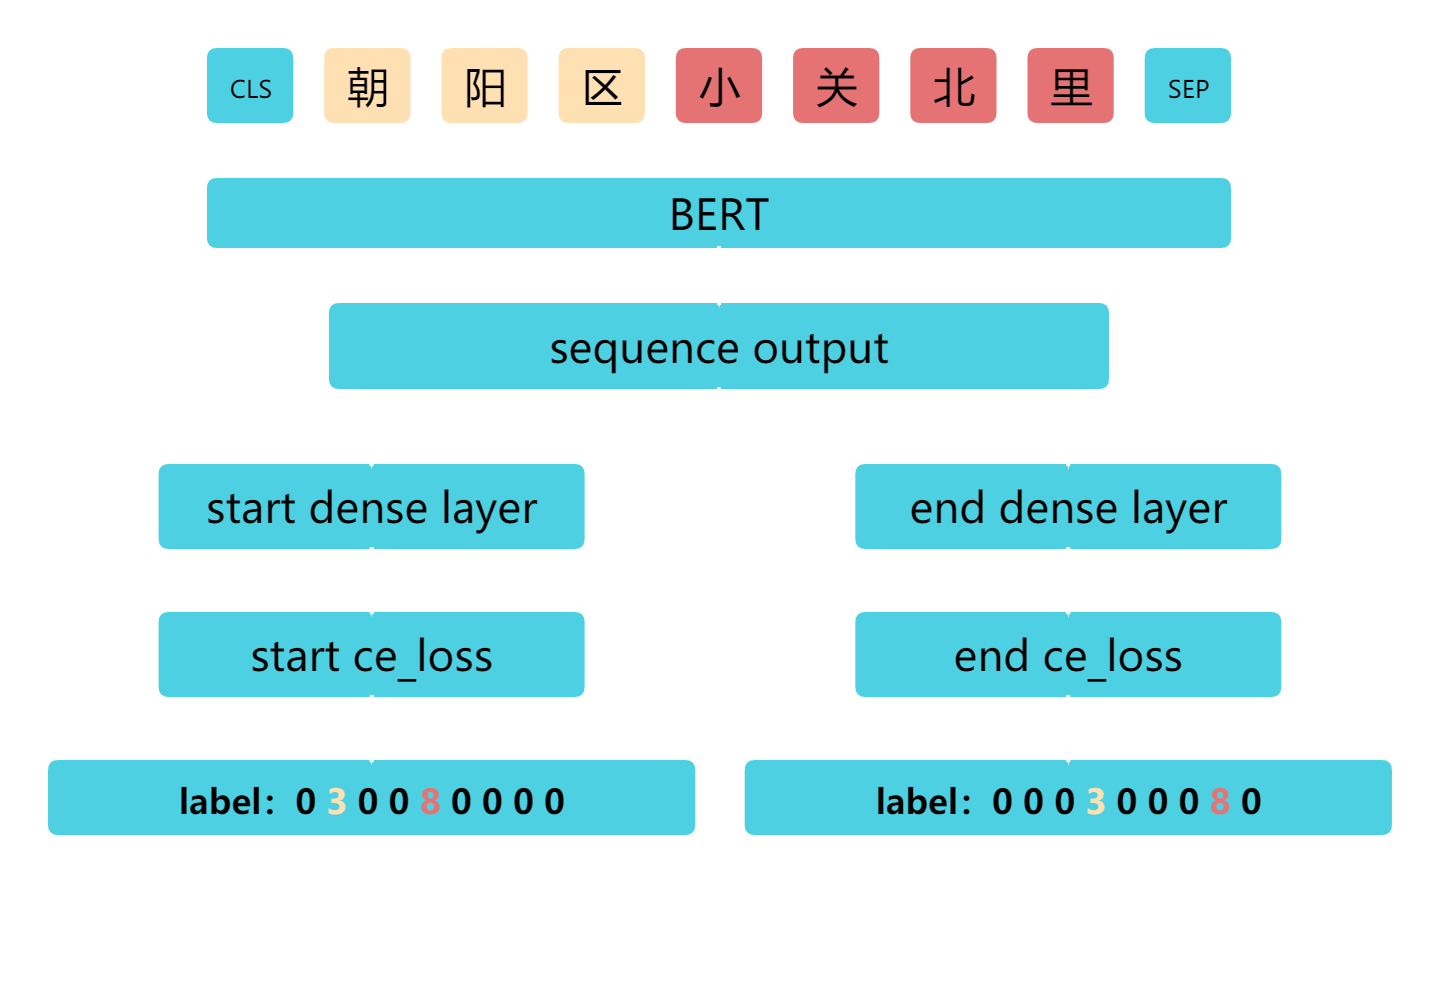 CLS 朝 阳 区 小 关 北 里 SEP
BERT
sequence output
start dense layer
end dense layer
start ce_loss
end ce_loss
label：0 3 0 0 8 0 0 0 0
label：0 0 0 3 0 0 0 8 0